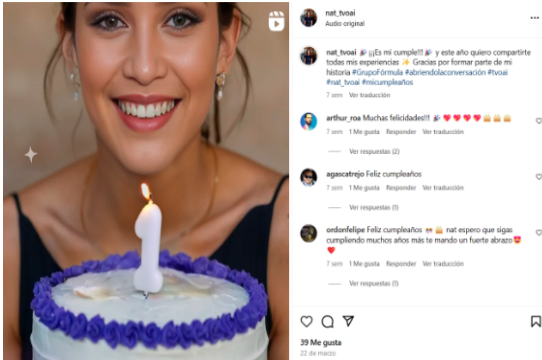 nat_tvoai
Audio original
nat_tvoai 🎉 ¡¡Es mi cumple!!! 🎉 y este año quiero compartirte
todas mis experiencias ✨ Gracias por formar parte de mi
historia #GrupoFórmula #abriendolaconversación #tvoai
#nat_tvoai #micumpleaños
7 sem Ver traducción
arthur_roa Muchas felicidades!!! 🎉 ❤️❤️❤️❤️🎂🎂🎂
7 sem 1 Me gusta Responder Ver traducción
Ver respuestas (2)
agascatrejo Feliz cumpleaños
7 sem 1 Me gusta Responder Ver traducción
Ver respuestas (1)
ordonfelipe Feliz cumpleaños 🎂 nat espero que sigas
cumpliendo muchos años más te mando un fuerte abrazo😍
❤️
7 sem 1 Me gusta Responder Ver traducción
Ver respuestas (1)
39 Me gusta
22 de marzo
1